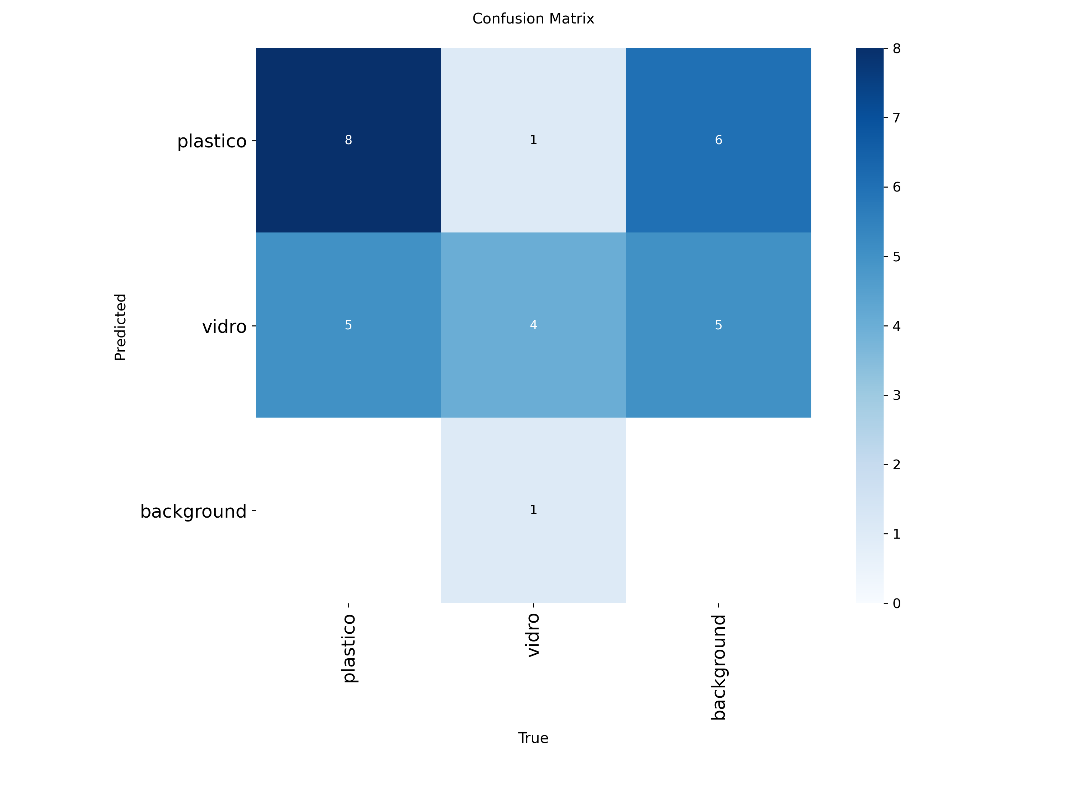 Confusion Matrix
plastico
8
1
6
vidro
5
4
5
background
1
plastico
vidro
background
Predicted
True
8
7
6
5
4
3
2
1
0